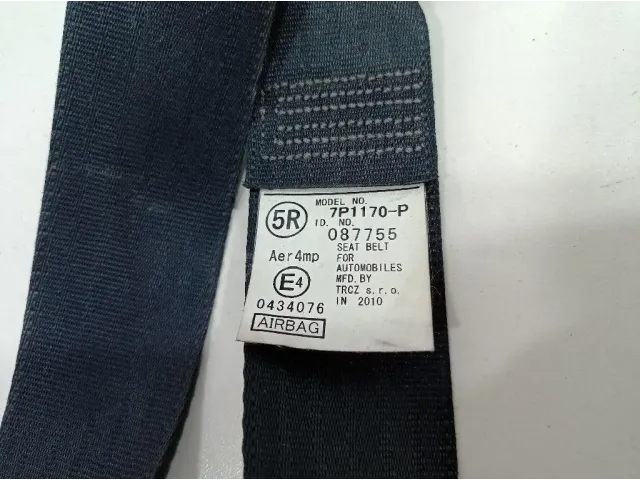 5R
MODEL NO.
7P1170-P
ID. NO.
087755
SEAT BELT
FOR
AUTOMOBILES
MFD. BY
TRCZ s.r.o.
IN 2010
Aer4mp
E4
0434076
AIRBAG